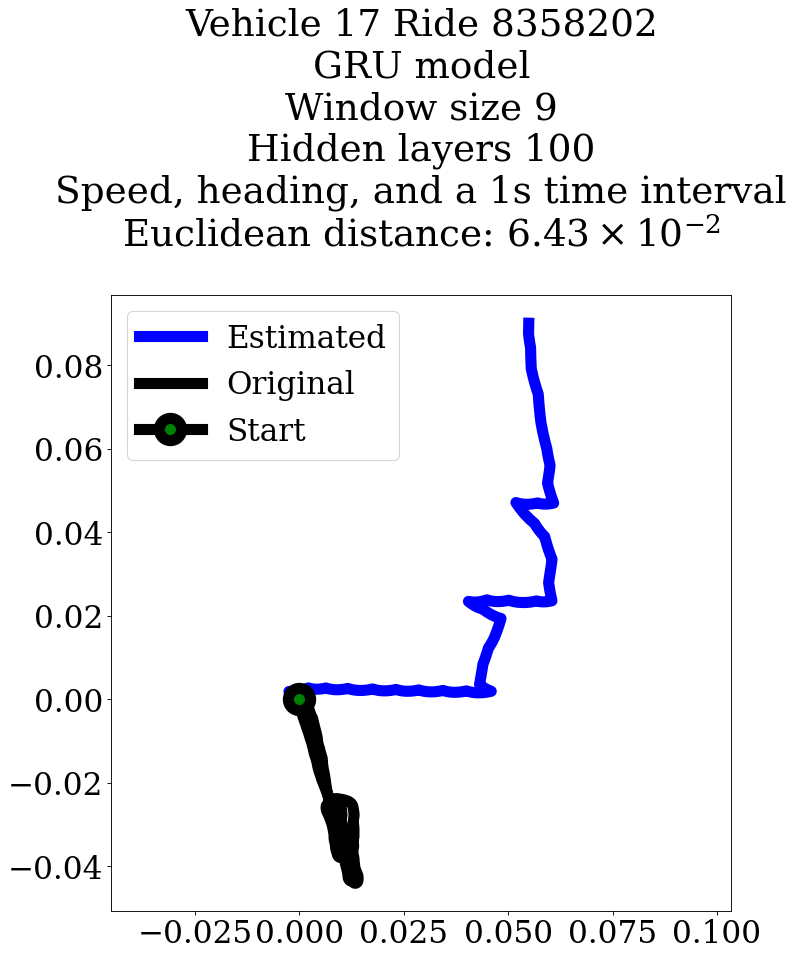 Vehicle 17 Ride 8358202
GRU model
Window size 9
Hidden layers 100
Speed, heading, and a 1s time interval
Euclidean distance: 6.43 × 10⁻²
Estimated
Original
Start
0.08
0.06
0.04
0.02
0.00
−0.02
−0.04
−0.025 0.000 0.025 0.050 0.075 0.100